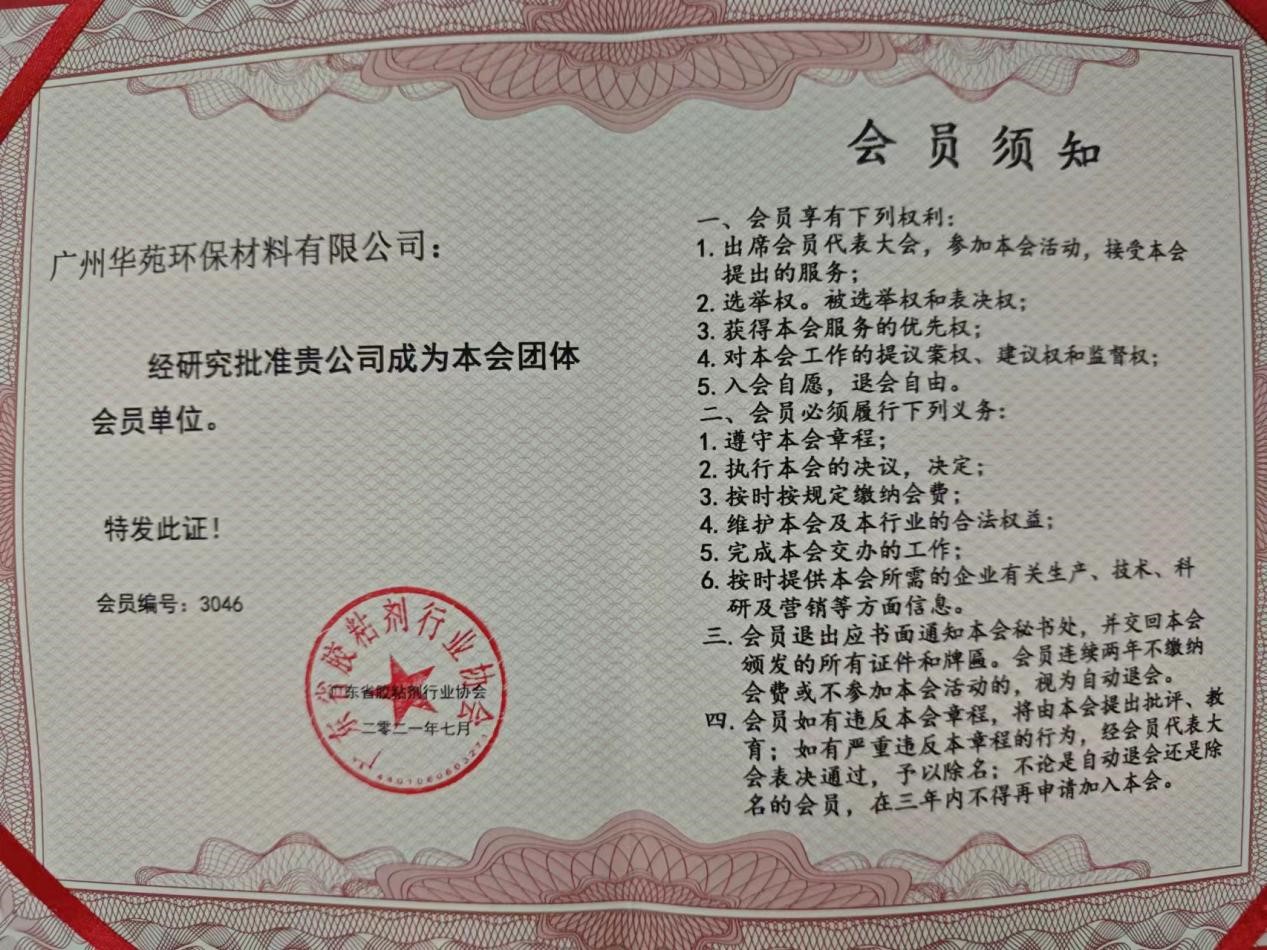 广州华苑环保材料有限公司：
经研究批准贵公司成为本会团体
会员单位。
特发此证！
会员编号：3046
广东省胶粘剂行业协会
广东省胶粘剂行业协会
二零二一年七月
会员须知
一、会员享有下列权利：
1. 出席会员代表大会，参加本会活动，接受本会
提出的服务；
2. 选举权。被选举权和表决权；
3. 获得本会服务的优先权；
4. 对本会工作的提议案权、建议权和监督权；
5. 入会自愿，退会自由。
二、会员必须履行下列义务：
1. 遵守本会章程；
2. 执行本会的决议，决定；
3. 按时按规定缴纳会费；
4. 维护本会及本行业的合法权益；
5. 完成本会交办的工作；
6. 按时提供本会所需的企业有关生产、技术、科
研及营销等方面信息。
三. 会员退出应书面通知本会秘书处，并交回本会
颁发的所有证件和牌匾。会员连续两年不缴纳
会费或不参加本会活动的，视为自动退会。
四. 会员如有违反本会章程，将由本会提出批评、教
育；如有严重违反本章程的行为，经会员代表大
会表决通过，予以除名；不论是自动退会还是除
名的会员，在三年内不得再申请加入本会。